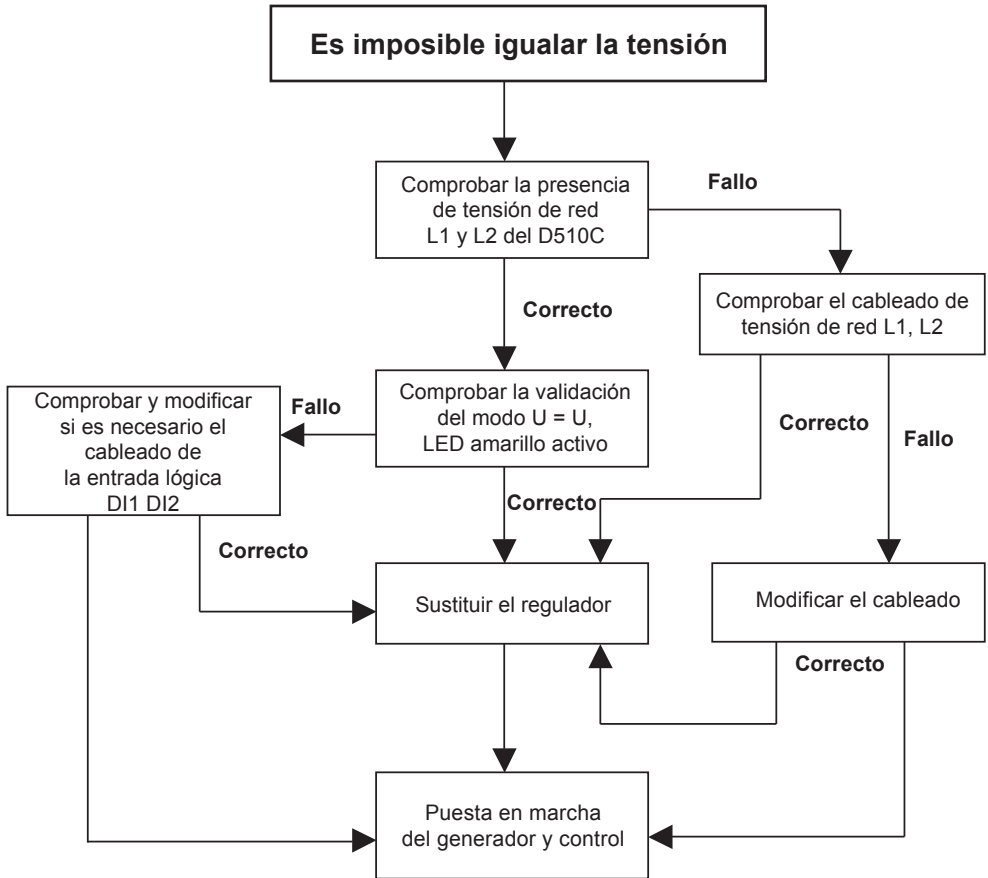 Es imposible igualar la tensión
Comprobar la presencia
de tensión de red
L1 y L2 del D510C
Fallo
Correcto
Comprobar el cableado de
tensión de red L1, L2
Comprobar y modificar
si es necesario el
cableado de
la entrada lógica
DI1 DI2
Fallo
Comprobar la validación
del modo U = U,
LED amarillo activo
Correcto
Fallo
Correcto
Correcto
Sustituir el regulador
Modificar el cableado
Correcto
Puesta en marcha
del generador y control